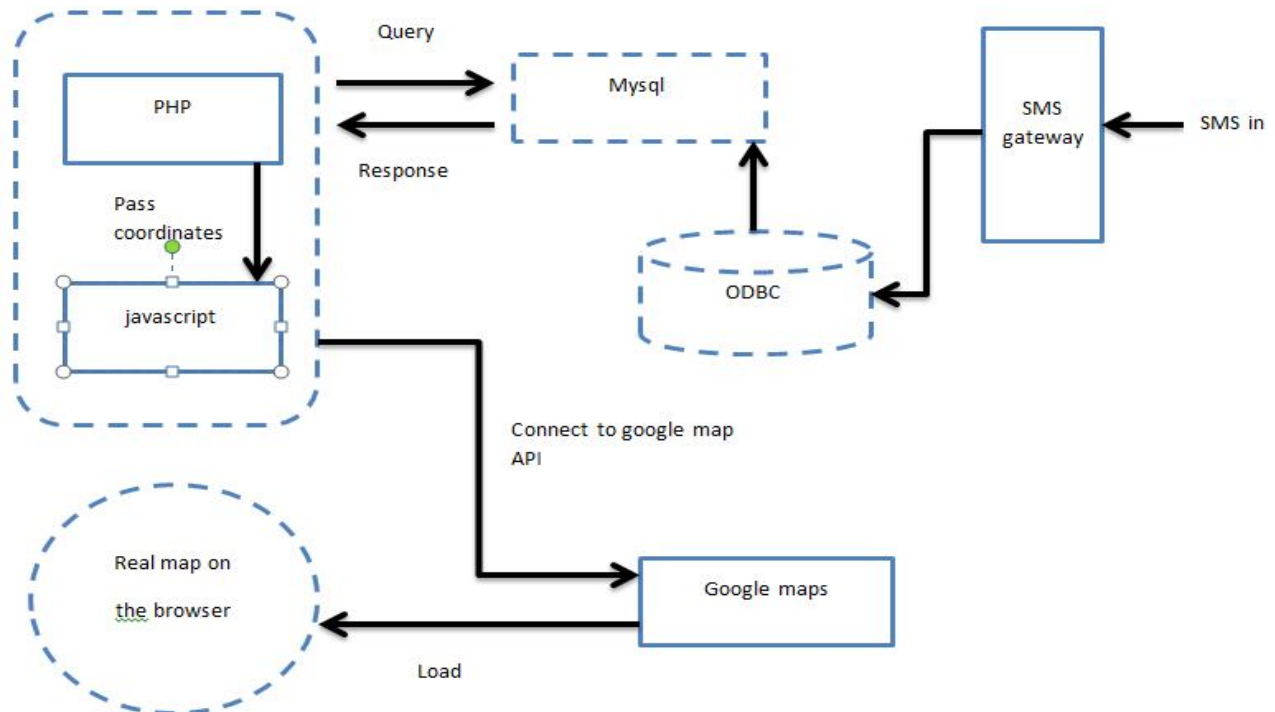 Query
PHP
Mysql
SMS
gateway
SMS in
Response
Pass
coordinates
ODBC
javascript
Connect to google map
API
Real map on
the browser
Google maps
Load